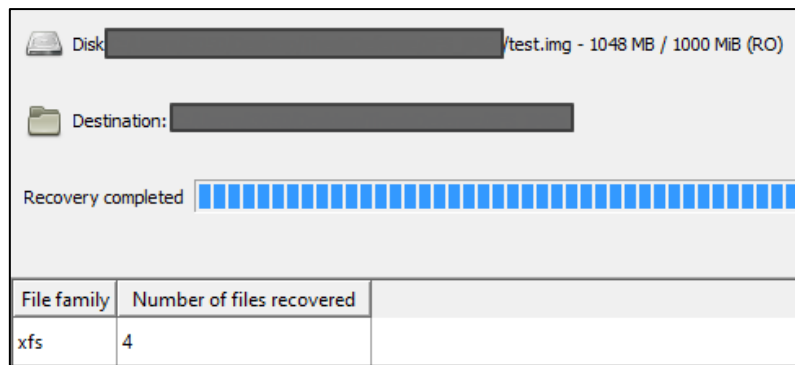 Disk /test.img - 1048 MB / 1000 MiB (RO)
Destination:
Recovery completed
File family Number of files recovered
xfs 4